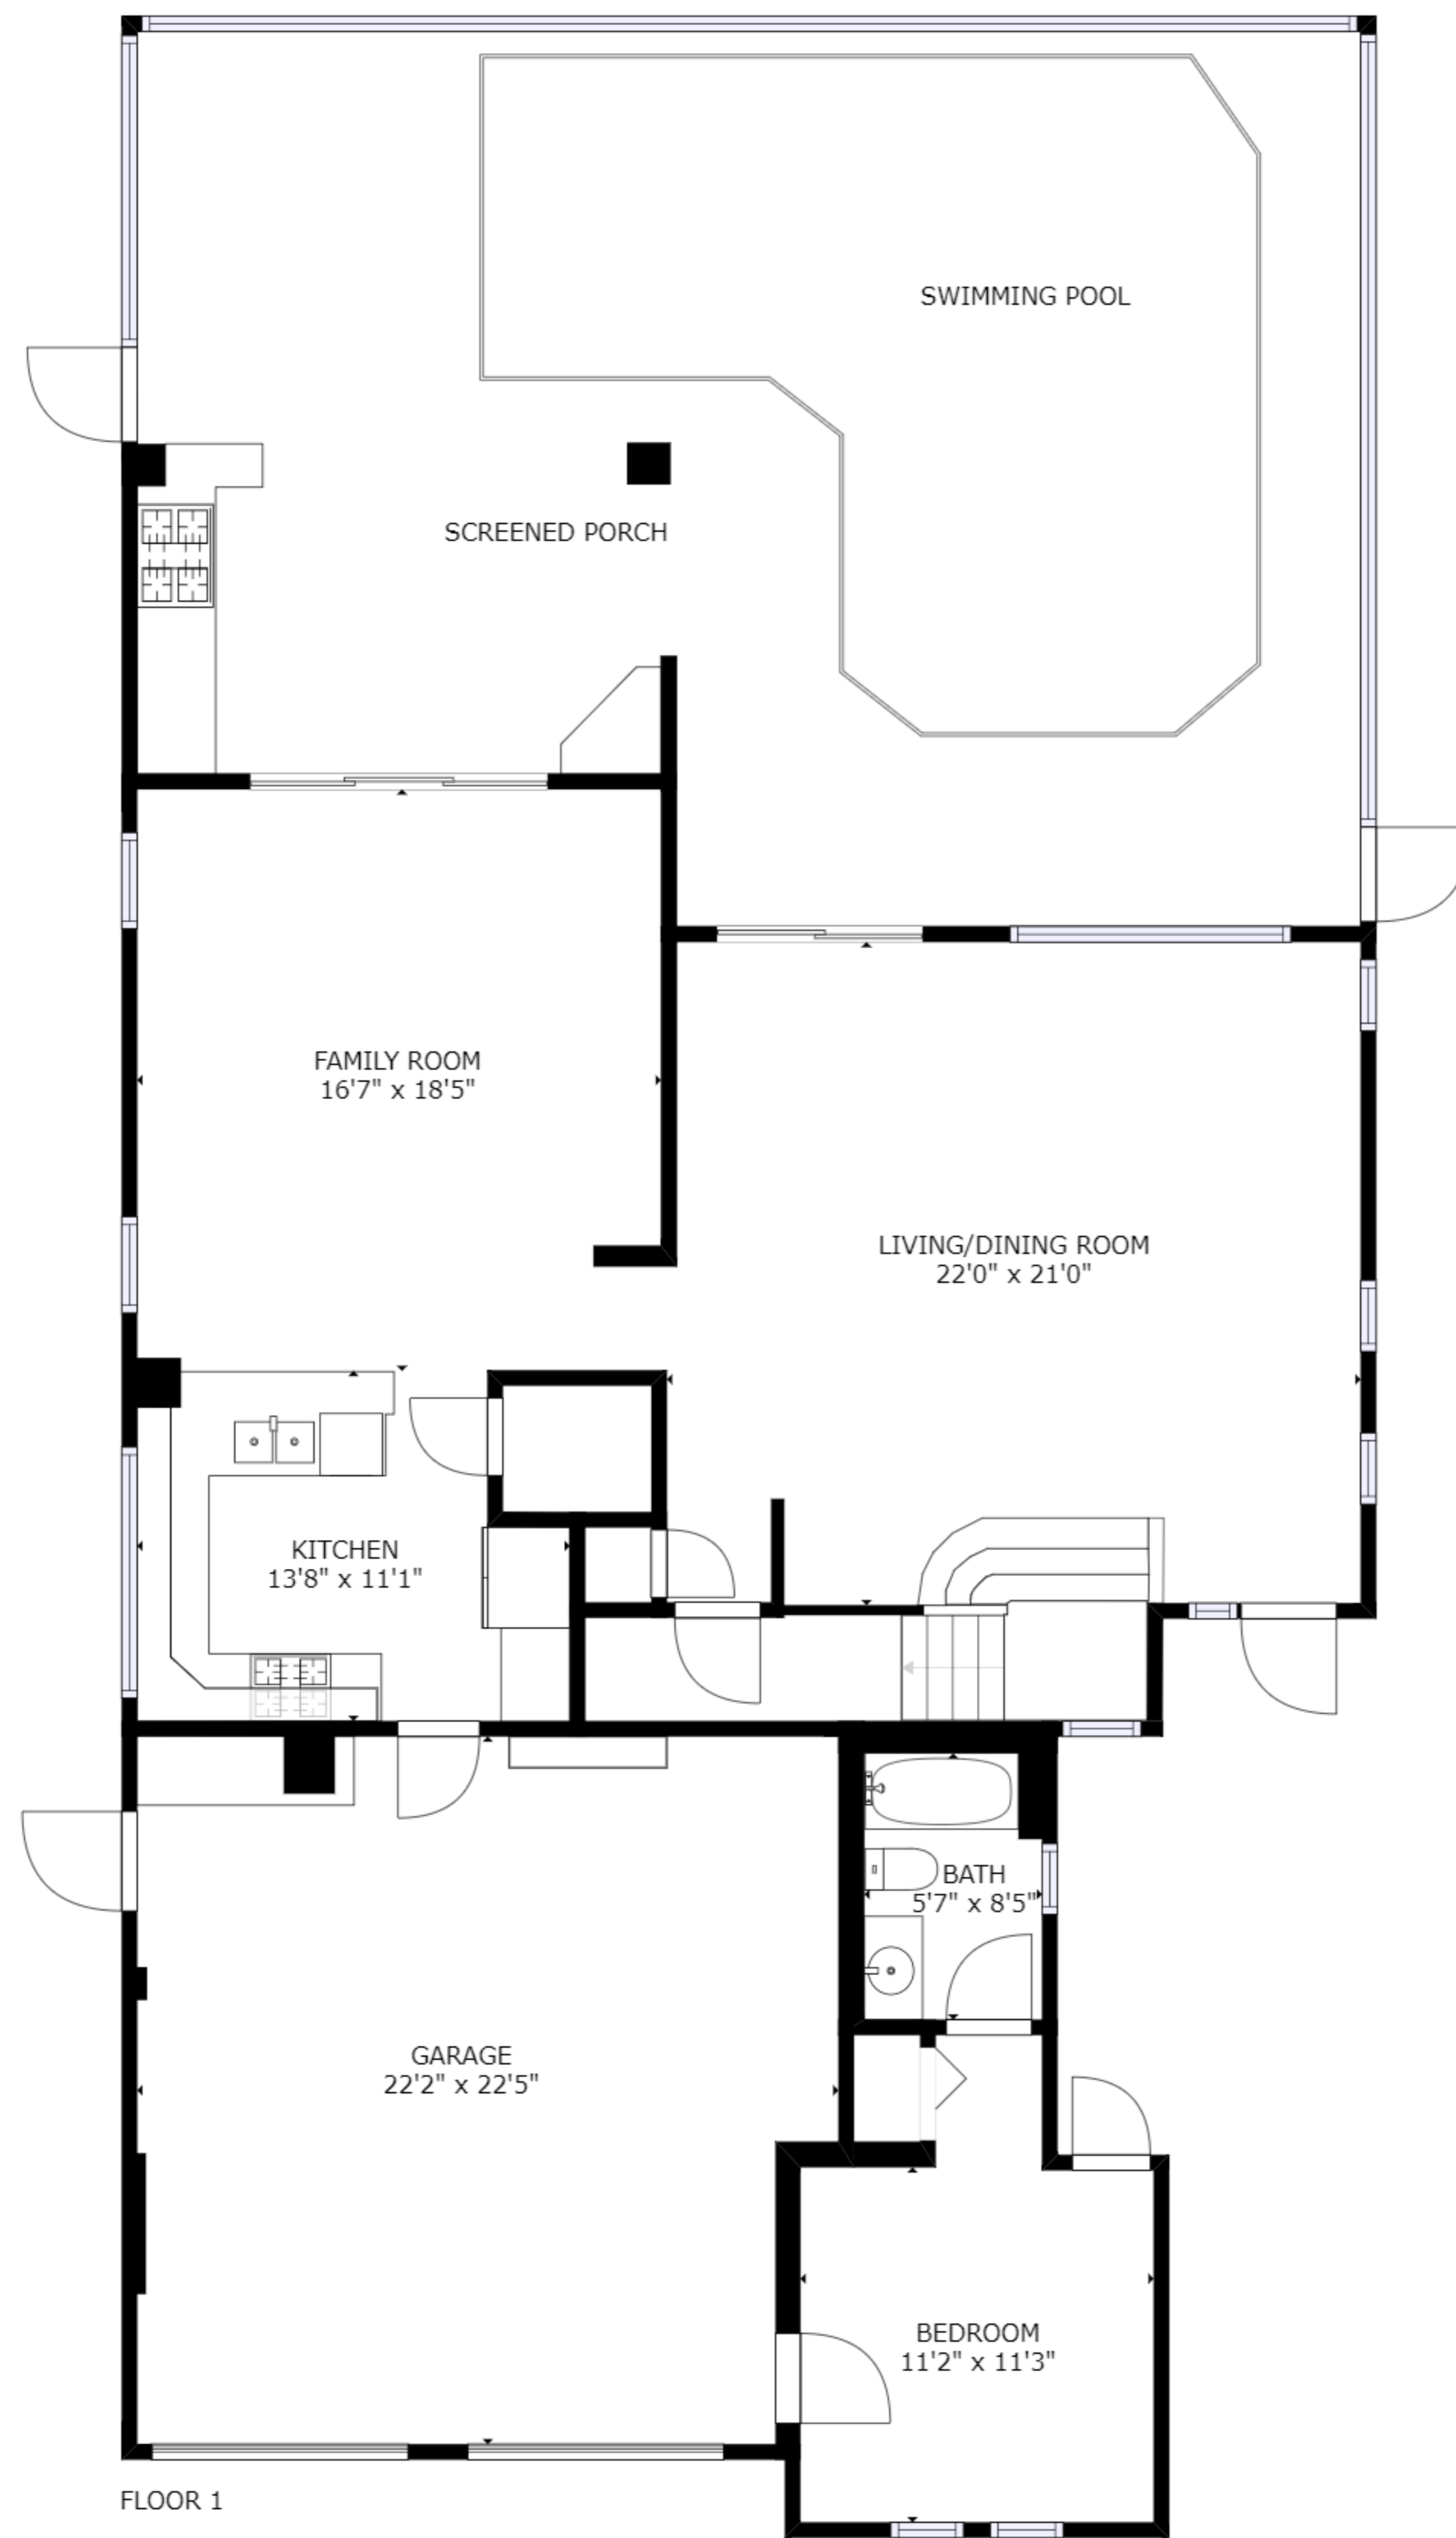 SWIMMING POOL
SCREENED PORCH
FAMILY ROOM
16'7" x 18'5"
LIVING/DINING ROOM
22'0" x 21'0"
KITCHEN
13'8" x 11'1"
BATH
5'7" x 8'5"
GARAGE
22'2" x 22'5"
BEDROOM
11'2" x 11'3"
FLOOR 1